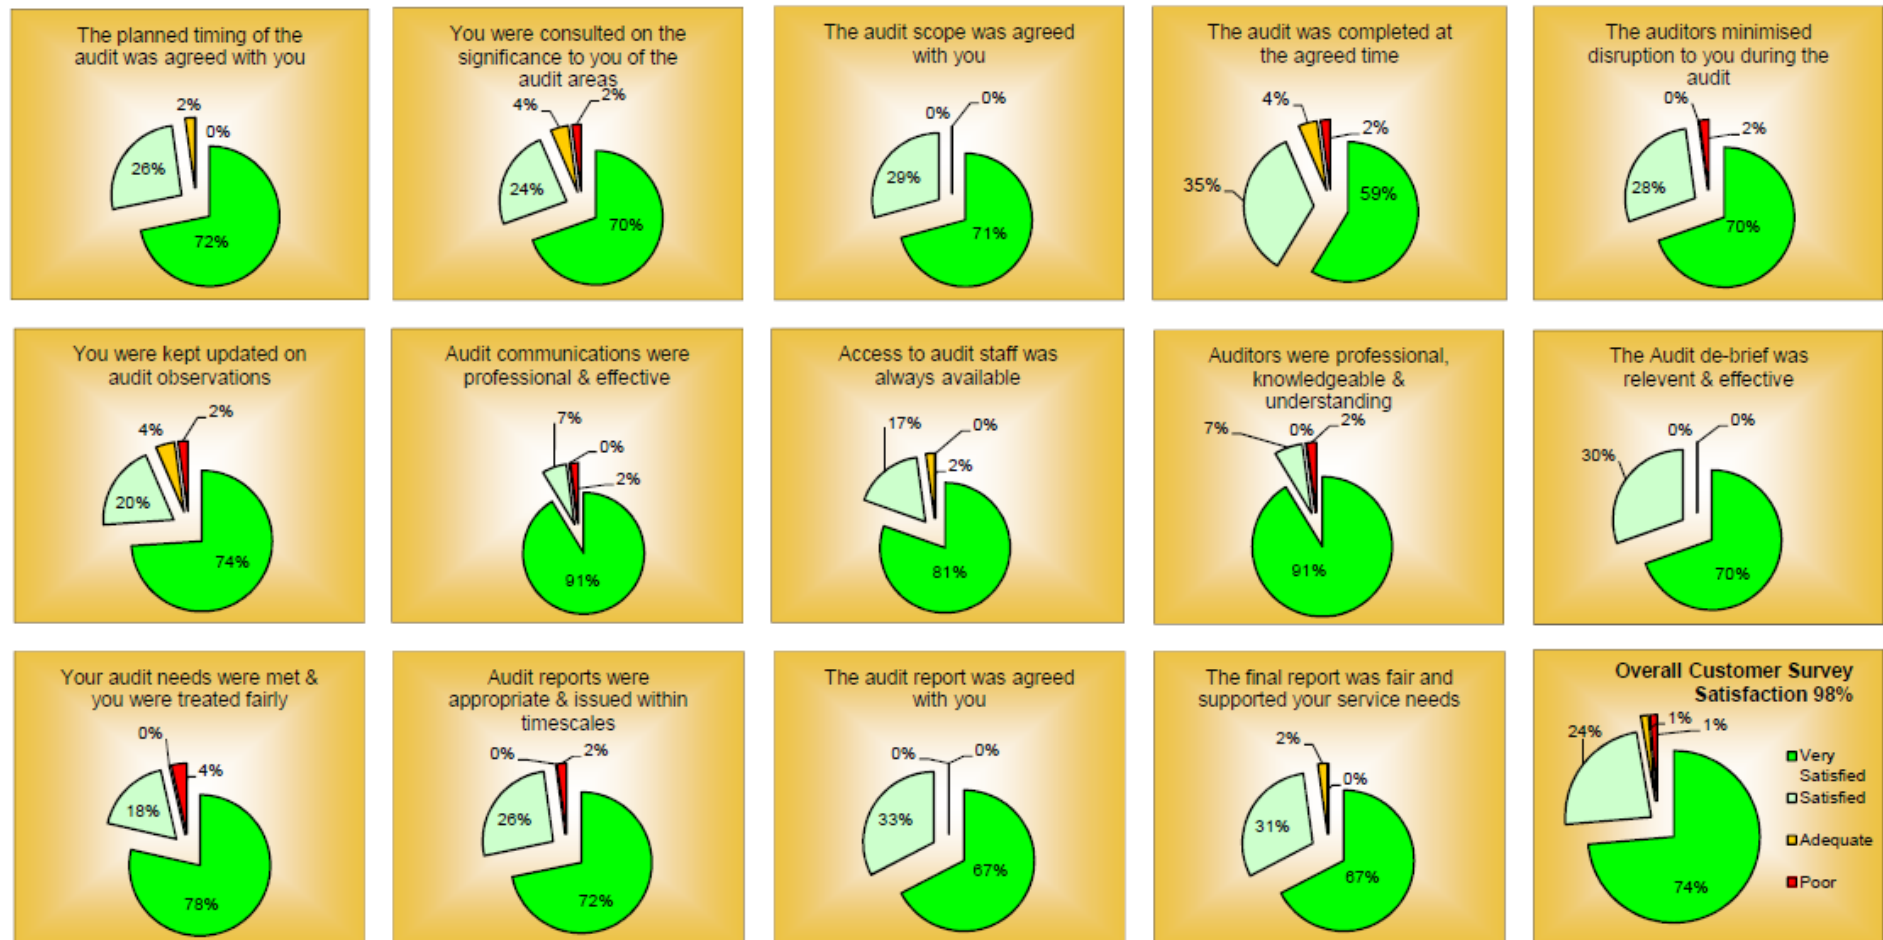 The planned timing of the
audit was agreed with you
2%
0%
26%
72%
You were consulted on the
significance to you of the
audit areas
4%
2%
24%
70%
The audit scope was agreed
with you
0%
0%
29%
71%
The audit was completed at
the agreed time
4%
2%
35%
59%
The auditors minimised
disruption to you during the
audit
0%
2%
28%
70%
You were kept updated on
audit observations
4%
2%
20%
74%
Audit communications were
professional & effective
7%
0%
2%
91%
Access to audit staff was
always available
17%
0%
2%
81%
Auditors were professional,
knowledgeable &
understanding
7%
0%
2%
91%
The Audit de-brief was
relevent & effective
0%
0%
30%
70%
Your audit needs were met &
you were treated fairly
0%
4%
18%
78%
Audit reports were
appropriate & issued within
timescales
0%
2%
26%
72%
The audit report was agreed
with you
0%
0%
33%
67%
The final report was fair and
supported your service needs
2%
0%
31%
67%
Overall Customer Survey
Satisfaction 98%
24%
1%
1%
74%
Very
Satisfied
Satisfied
Adequate
Poor